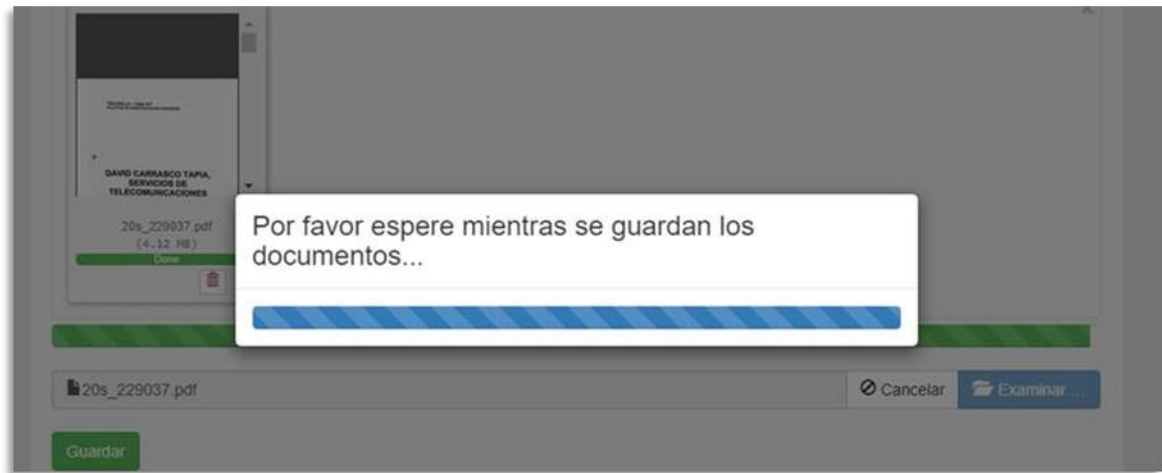 DAVID CARRASCO TAPIA,
SERVICIOS DE
TELECOMUNICACIONES
20s_229037.pdf
(4.12 MB)
Done
Por favor espere mientras se guardan los
documentos...
20s_229037.pdf
Cancelar
Examinar ...
Guardar